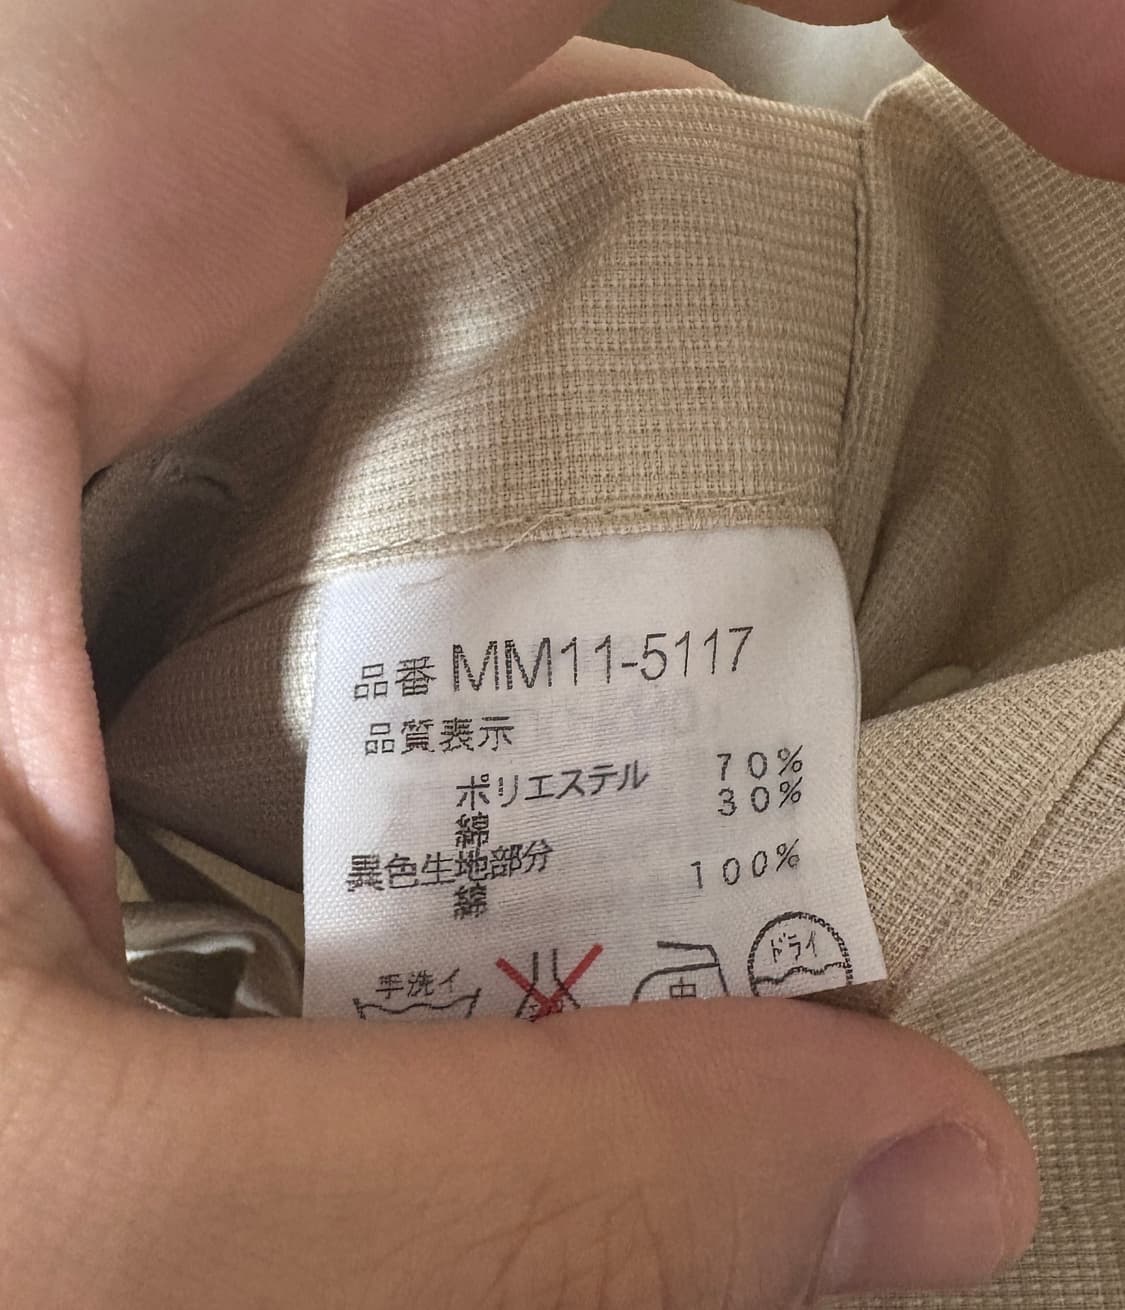 品番 MM11-5117
品質表示
ポリエステル 70%
綿 30%
異色生地部分
綿 100%
手洗イ 中 ドライ